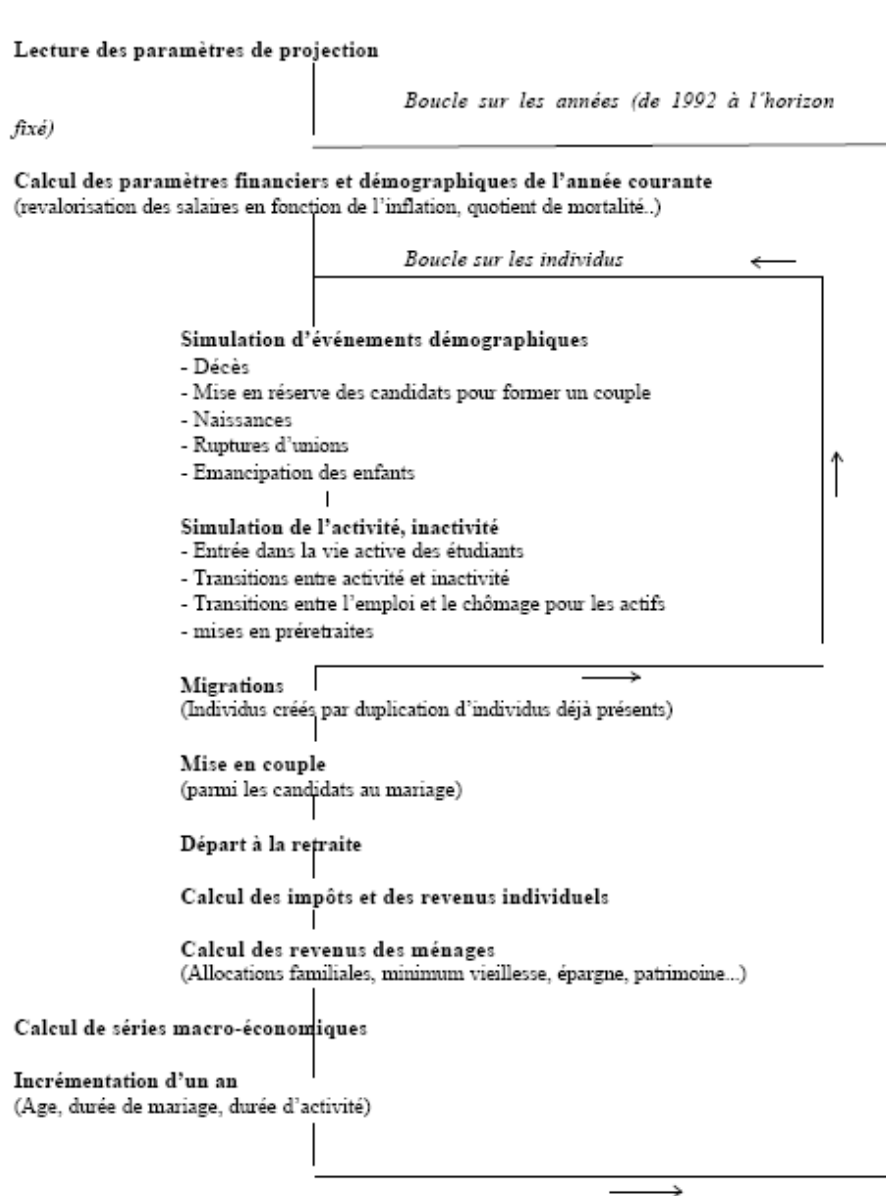 Lecture des paramètres de projection
Boucle sur les années (de 1992 à l'horizon
fixé)
Calcul des paramètres financiers et démographiques de l'année courante
(revalorisation des salaires en fonction de l'inflation, quotient de mortalité..)
Boucle sur les individus
Simulation d'événements démographiques
- Décès
- Mise en réserve des candidats pour former un couple
- Naissances
- Ruptures d'unions
- Emancipation des enfants
Simulation de l'activité, inactivité
- Entrée dans la vie active des étudiants
- Transitions entre activité et inactivité
- Transitions entre l'emploi et le chômage pour les actifs
- mises en préretraites
Migrations
(Individus créés par duplication d'individus déjà présents)
Mise en couple
(parmi les candidats au mariage)
Départ à la retraite
Calcul des impôts et des revenus individuels
Calcul des revenus des ménages
(Allocations familiales, minimum vieillesse, épargne, patrimoine...)
Calcul de séries macro-économiques
Incrémentation d'un an
(Age, durée de mariage, durée d'activité)